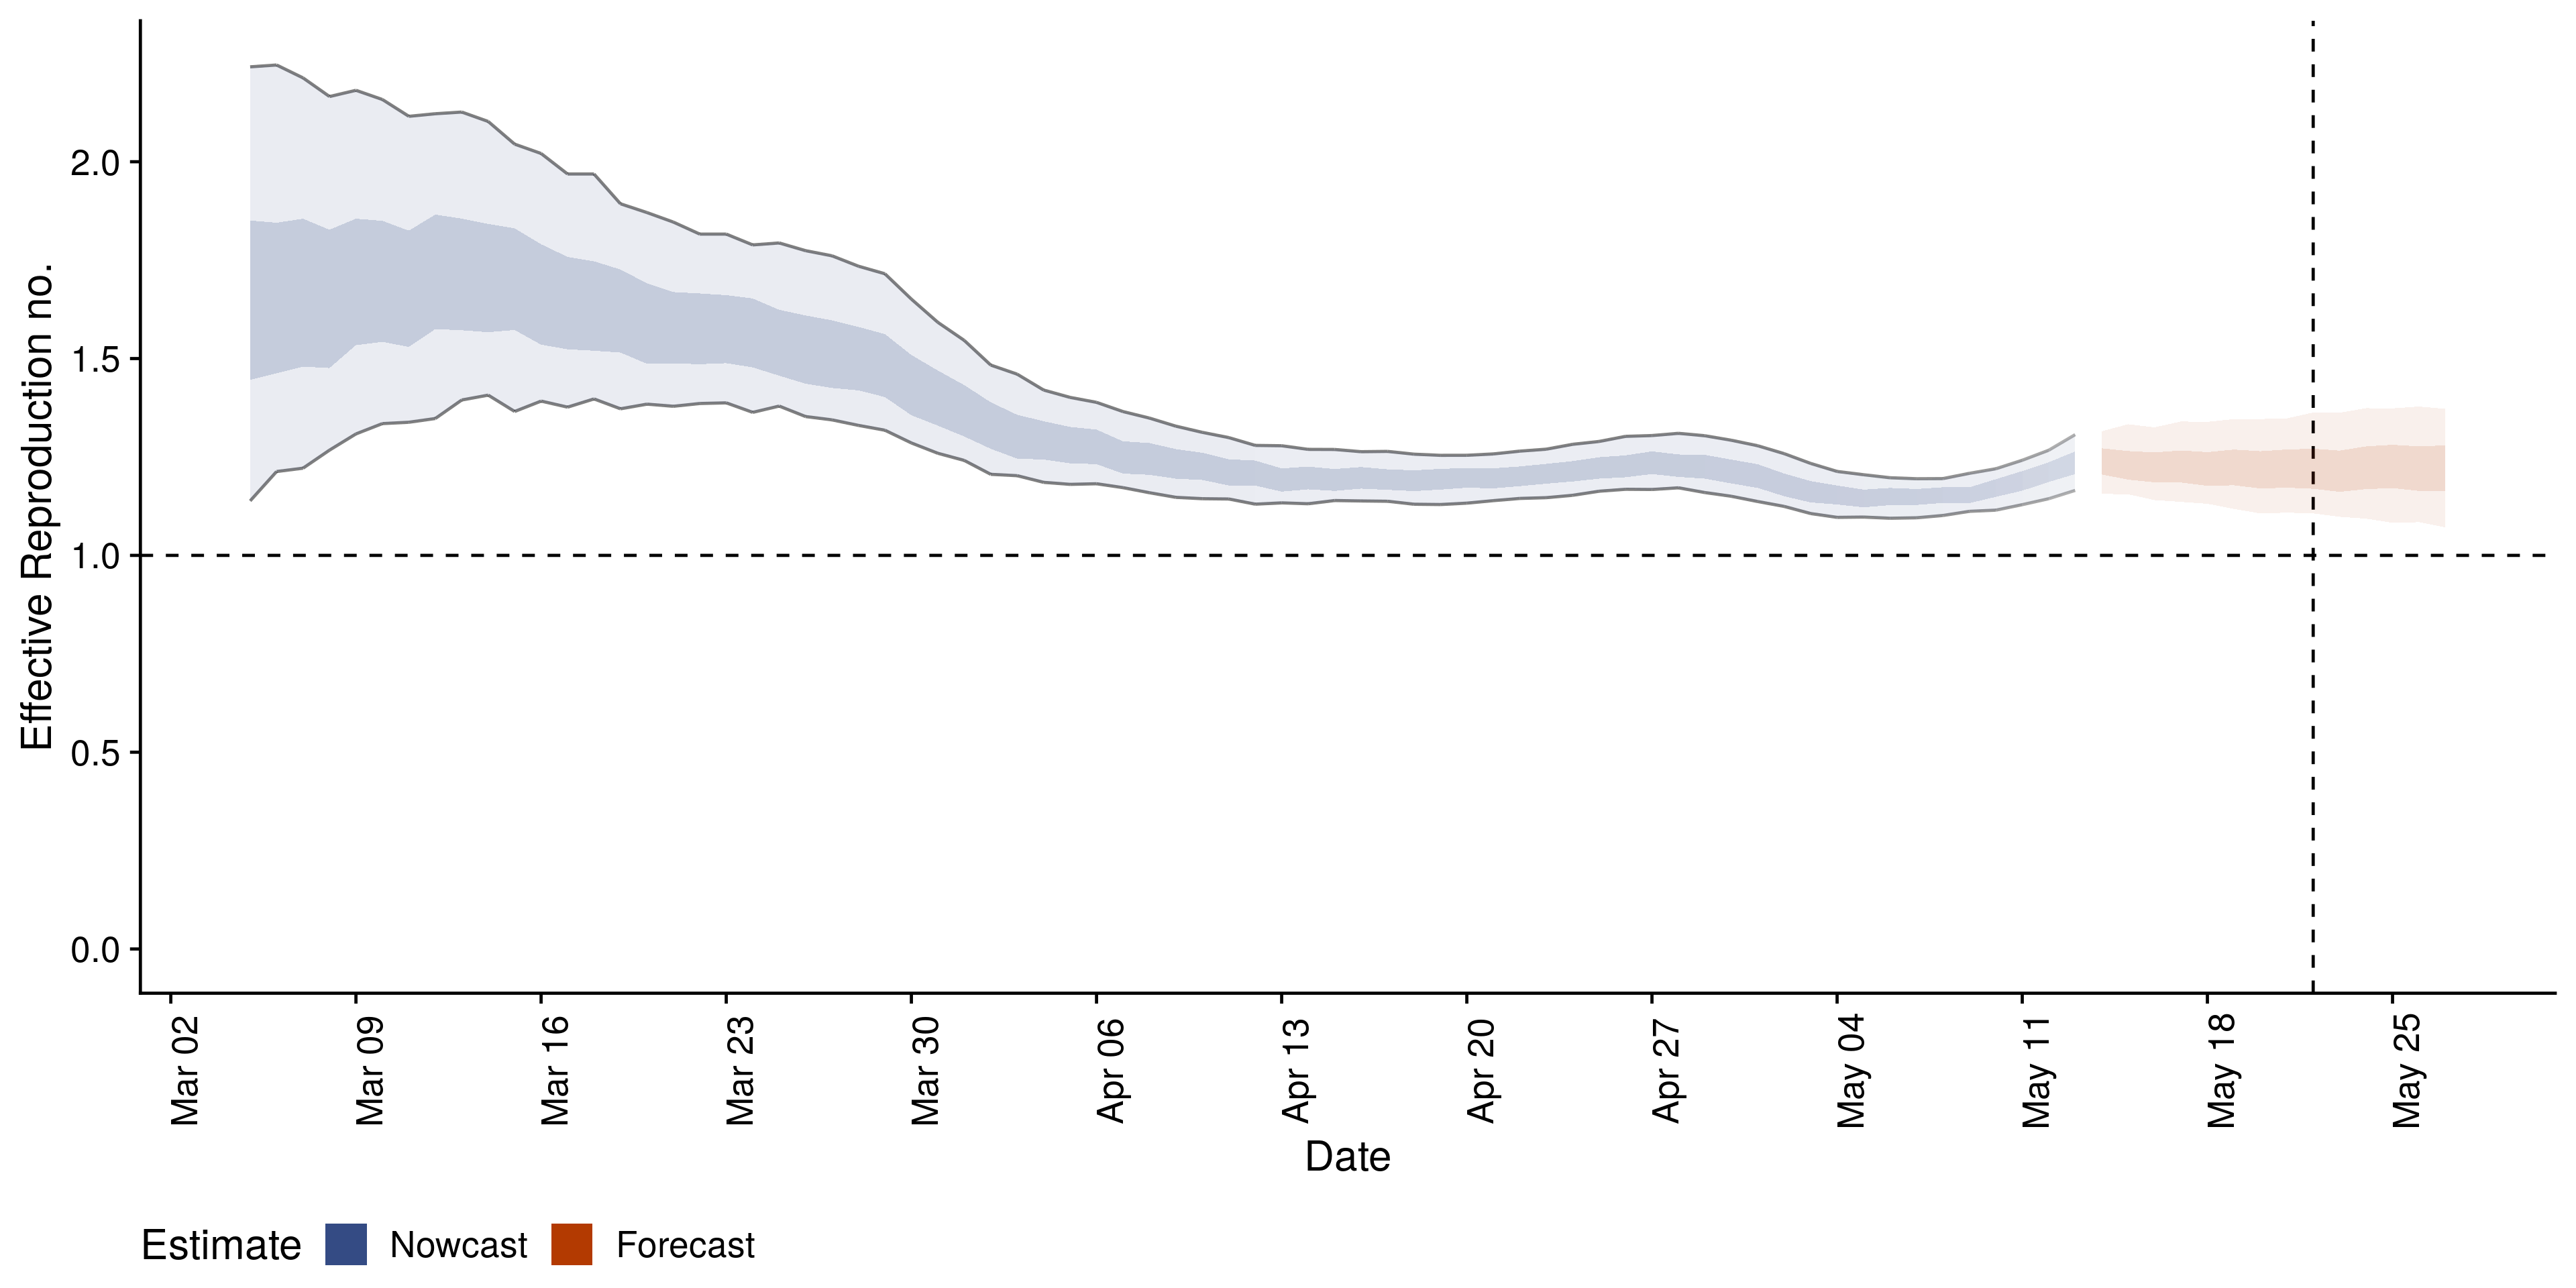 Effective Reproduction no.
2.0
1.5
1.0
0.5
0.0
Mar 02
Mar 09
Mar 16
Mar 23
Mar 30
Apr 06
Apr 13
Apr 20
Apr 27
May 04
May 11
May 18
May 25
Date
Estimate Nowcast Forecast